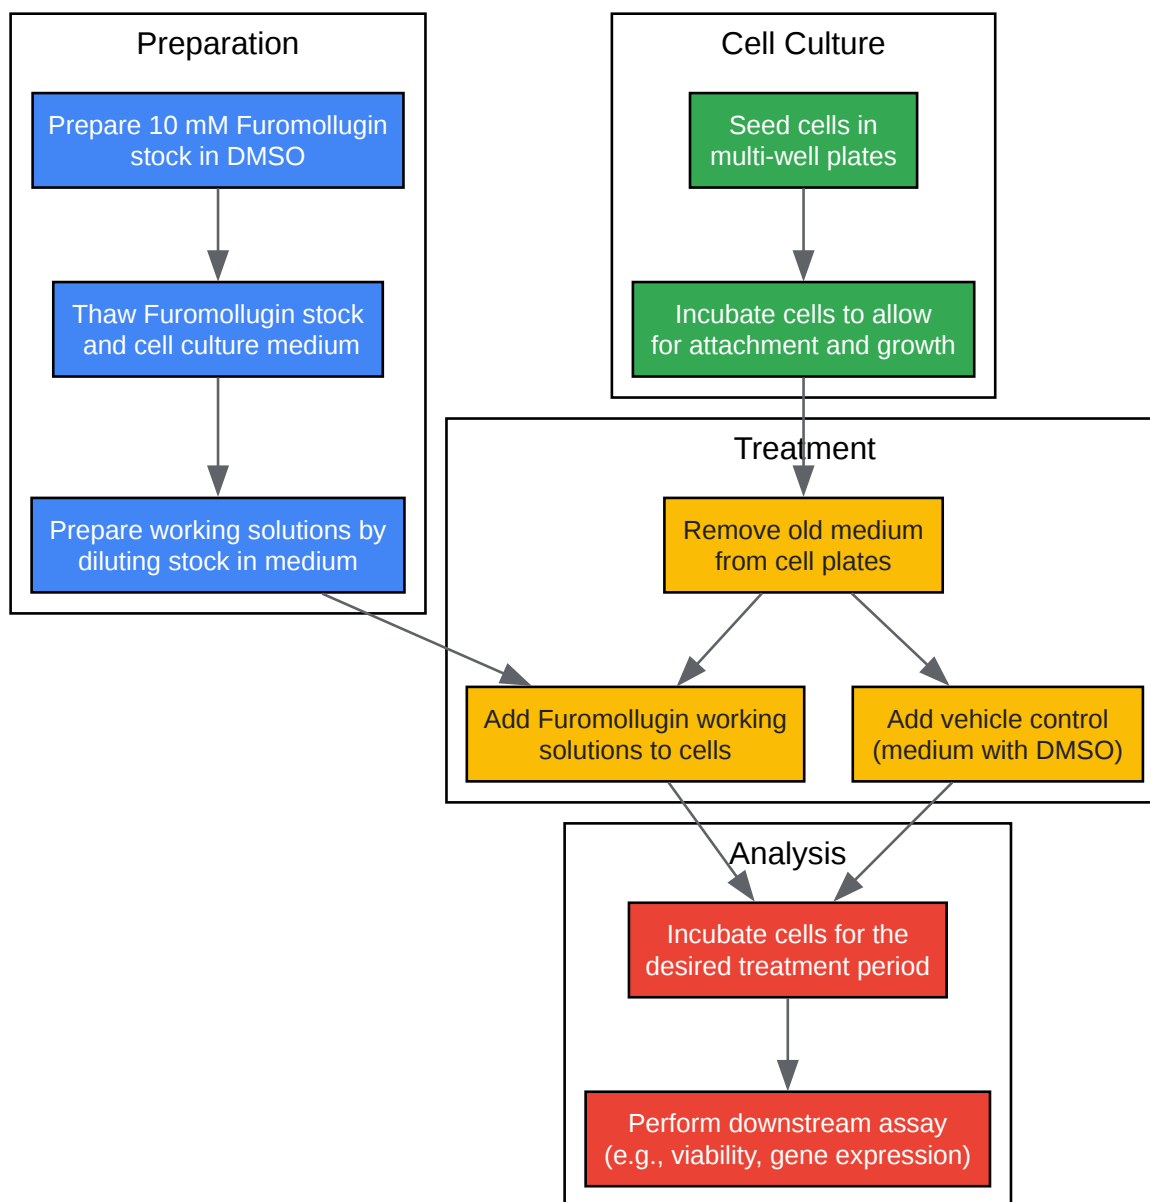 Preparation
Prepare 10 mM Furomollugin
stock in DMSO
Thaw Furomollugin stock
and cell culture medium
Prepare working solutions by
diluting stock in medium
Cell Culture
Seed cells in
multi-well plates
Incubate cells to allow
for attachment and growth
Treatment
Remove old medium
from cell plates
Add Furomollugin working
solutions to cells
Add vehicle control
(medium with DMSO)
Analysis
Incubate cells for the
desired treatment period
Perform downstream assay
(e.g., viability, gene expression)